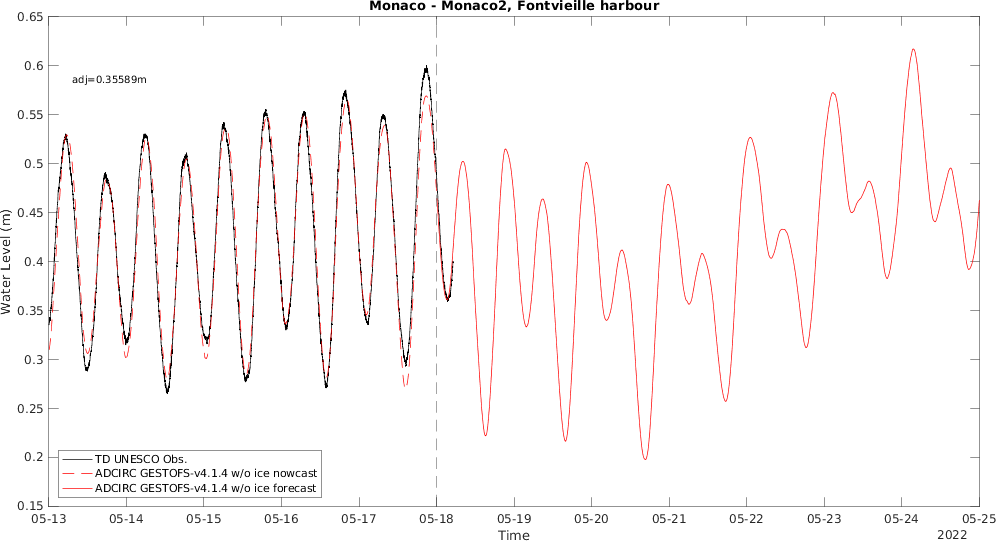 Monaco - Monaco2, Fontvieille harbour
0.65
0.6
0.55
0.5
0.45
0.4
0.35
0.3
0.25
0.2
0.15
Water Level (m)
adj=0.35589m
TD UNESCO Obs.
ADCIRC GESTOFS-v4.1.4 w/o ice nowcast
ADCIRC GESTOFS-v4.1.4 w/o ice forecast
05-13 05-14 05-15 05-16 05-17 05-18 05-19 05-20 05-21 05-22 05-23 05-24 05-25
Time
2022